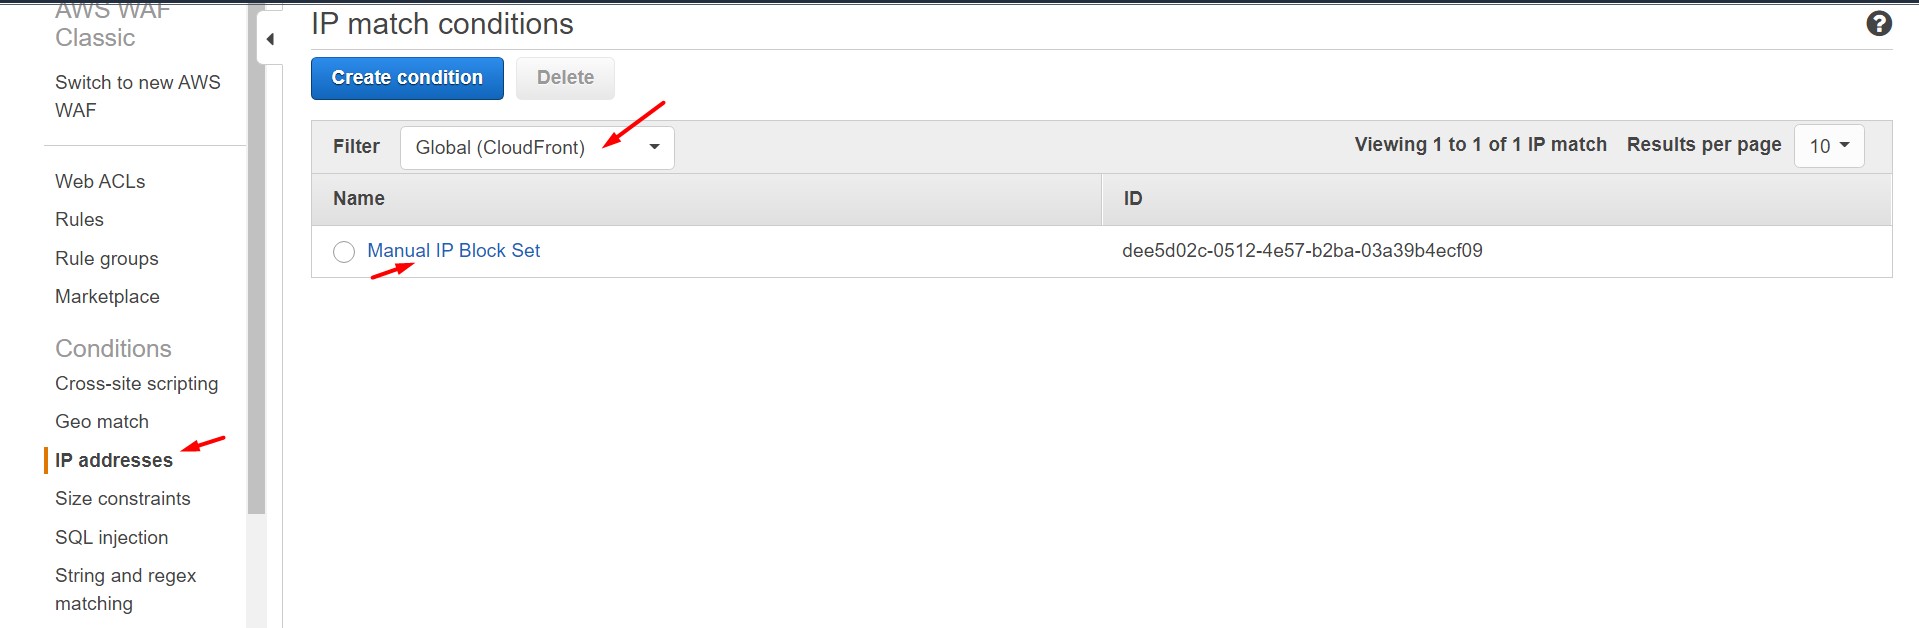 AWS WAF
Classic
Switch to new AWS
WAF
Web ACLs
Rules
Rule groups
Marketplace
Conditions
Cross-site scripting
Geo match
IP addresses
Size constraints
SQL injection
String and regex
matching
IP match conditions
?
Create condition Delete
Filter Global (CloudFront) Viewing 1 to 1 of 1 IP match Results per page 10
Name ID
Manual IP Block Set dee5d02c-0512-4e57-b2ba-03a39b4ecf09